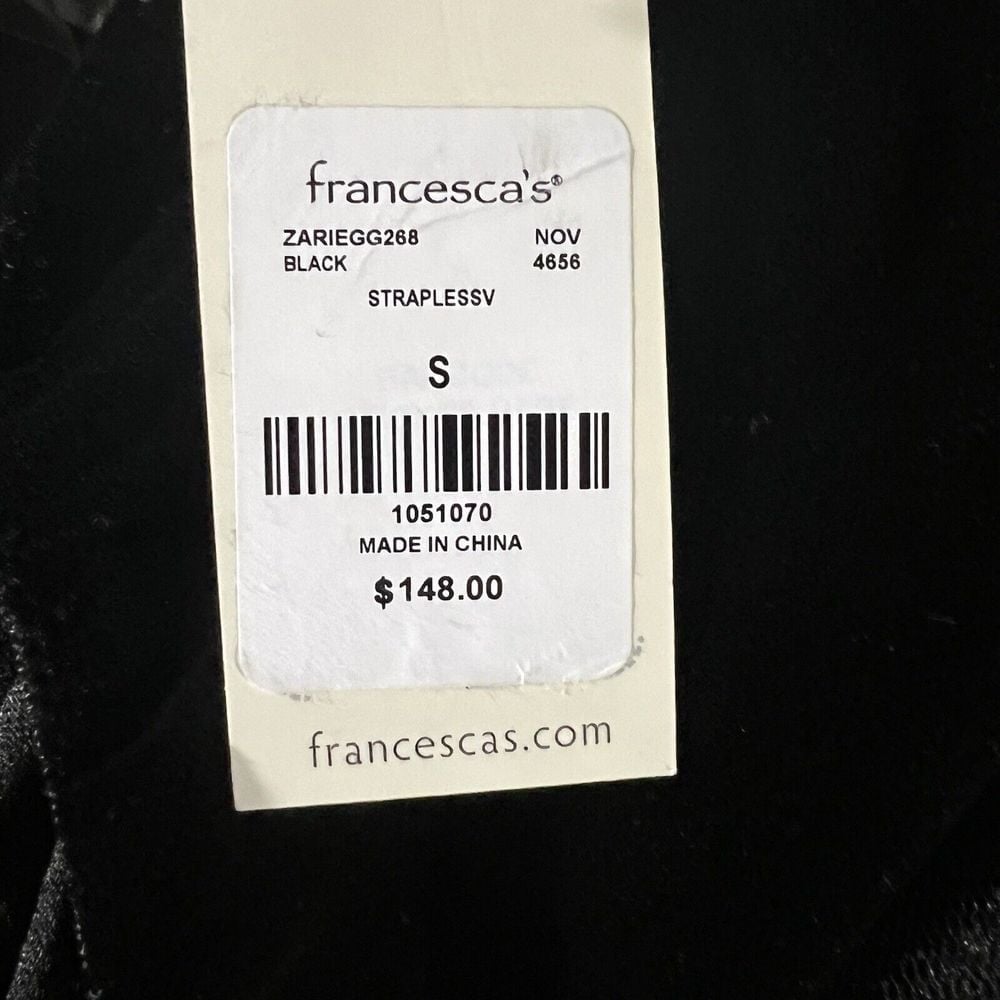 francesca's®
ZARIEGG268 NOV
BLACK 4656
STRAPLESSV
S
1051070
MADE IN CHINA
$148.00
francescas.com